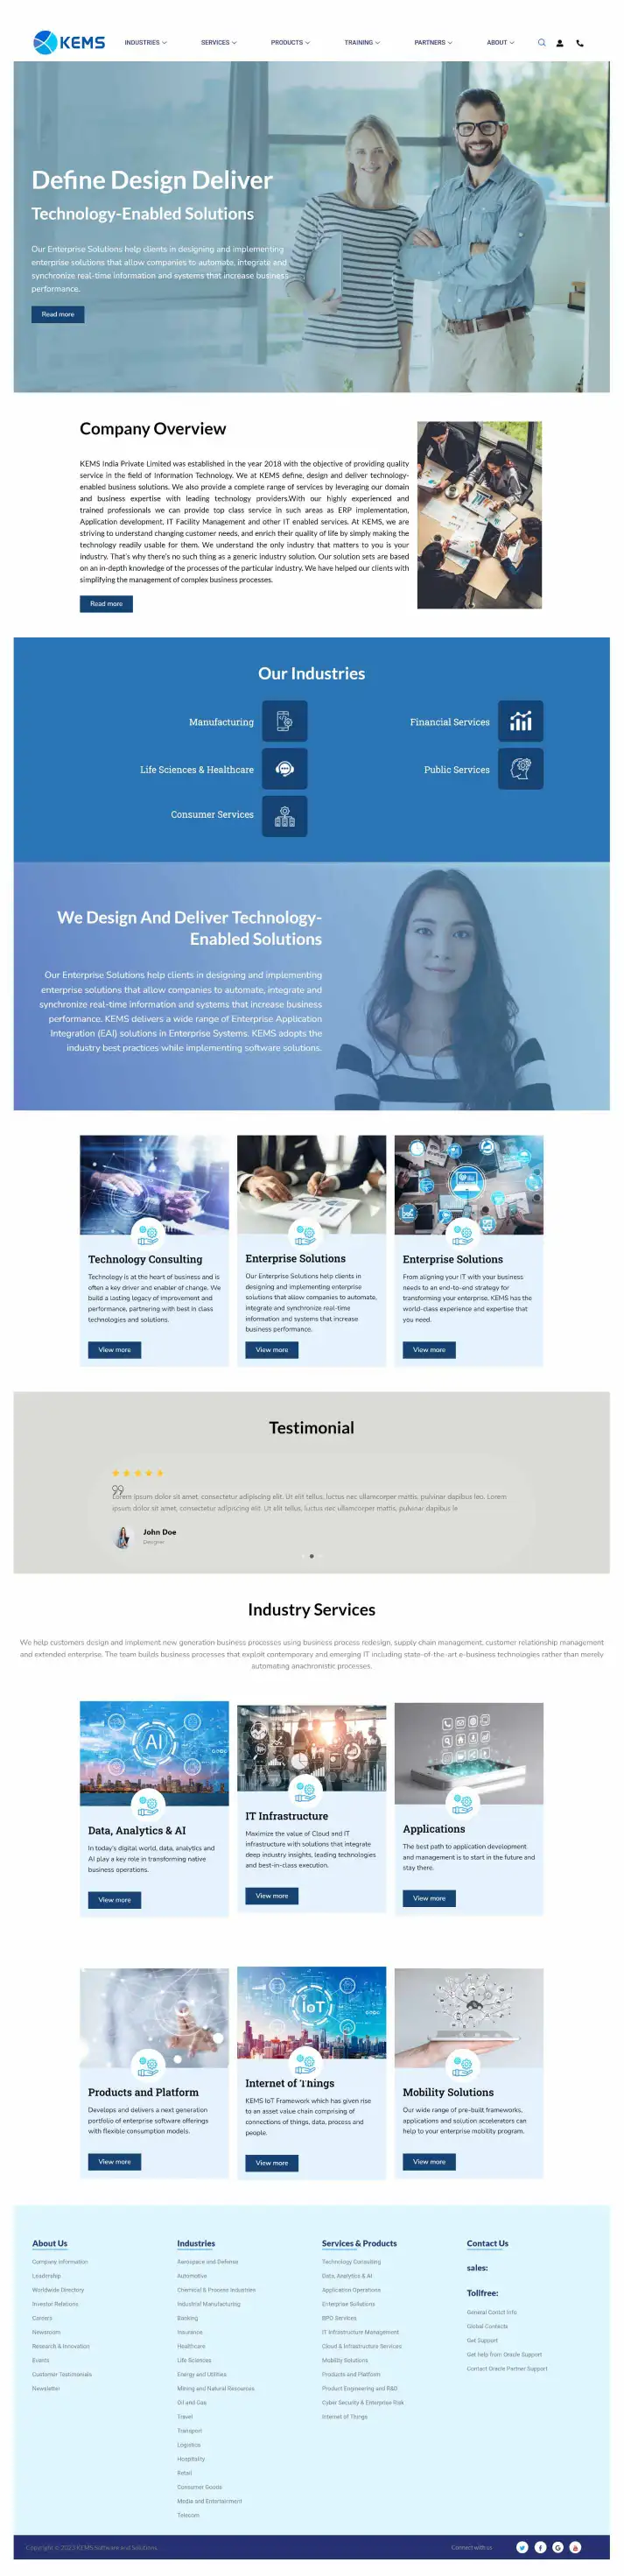 KEMS
INDUSTRIES
SERVICES
PRODUCTS
TRAINING
PARTNERS
ABOUT
Define Design Deliver
Technology-Enabled Solutions
Our Enterprise Solutions help clients in designing and implementing
enterprise solutions that allow companies to automate, integrate and
synchronize real-time information and systems that increase business
performance.
Read more
Company Overview
KEMS India Private Limited was established in the year 2018 with the objective of providing quality
service in the field of Information Technology. We at KEMS define, design and deliver technology-
enabled business solutions. We also provide a complete range of services by leveraging our domain
and business expertise with leading technology providers.With our highly experienced and
trained professionals we can provide top class service in such areas as ERP implementation,
Application development, IT Facility Management and other IT enabled services. At KEMS, we are
striving to understand changing customer needs, and enrich their quality of life by simply making the
technology readily usable for them. We understand the only industry that matters to you is your
industry. That's why there's no such thing as a generic industry solution. Our solution sets are based
on an in-depth knowledge of the processes of the particular industry. We have helped our clients with
simplifying the management of complex business processes.
Read more
Our Industries
Manufacturing
Financial Services
Life Sciences & Healthcare
Public Services
Consumer Services
We Design And Deliver Technology-
Enabled Solutions
Our Enterprise Solutions help clients in designing and implementing
enterprise solutions that allow companies to automate, integrate and
synchronize real-time information and systems that increase business
performance. KEMS delivers a wide range of Enterprise Application
Integration (EAI) solutions in Enterprise Systems. KEMS adopts the
industry best practices while implementing software solutions.
Technology Consulting
Technology is at the heart of business and is
often a key driver and enabler of change. We
build a lasting legacy of improvement and
performance, partnering with best in class
technologies and solutions.
View more
Enterprise Solutions
Our Enterprise Solutions help clients in
designing and implementing enterprise
solutions that allow companies to automate,
integrate and synchronize real-time
information and systems that increase
business performance.
View more
Enterprise Solutions
From aligning your IT with your business
needs to an end-to-end strategy for
transforming your enterprise. KEMS has the
world-class experience and expertise that
you need.
View more
Testimonial
Lorem ipsum dolor sit amet, consectetur adipiscing elit. Ut elit tellus, luctus nec ullamcorper mattis, pulvinar dapibus leo. Lorem
ipsum dolor sit amet, consectetur adipiscing elit. Ut elit tellus, luctus nec ullamcorper mattis, pulvinar dapibus le
John Doe
Designer
Industry Services
We help customers design and implement new generation business processes using business process redesign, supply chain management, customer relationship management
and extended enterprise. The team builds business processes that exploit contemporary and emerging IT including state-of-the-art e-business technologies rather than merely
automating anachronistic processes.
AI
Data, Analytics & AI
In today's digital world, data, analytics and
AI play a key role in transforming native
business operations.
View more
IT Infrastructure
Maximize the value of Cloud and IT
infrastructure with solutions that integrate
deep industry insights, leading technologies
and best-in-class execution.
View more
Applications
The best path to application development
and management is to start in the future and
stay there.
View more
Products and Platform
Develops and delivers a next generation
portfolio of enterprise software offerings
with flexible consumption models.
View more
IoT
Internet of Things
KEMS IoT Framework which has given rise
to an asset value chain comprising of
connections of things, data, process and
people.
View more
Mobility Solutions
Our wide range of pre-built frameworks,
applications and solution accelerators can
help to your enterprise mobility program.
View more
About Us
Company Information
Leadership
Worldwide Directory
Investor Relations
Careers
Newsroom
Research & Innovation
Events
Customer Testimonials
Newsletter
Industries
Aerospace and Defense
Automotive
Chemical & Process Industries
Industrial Manufacturing
Banking
Insurance
Healthcare
Life Sciences
Energy and Utilities
Mining and Natural Resources
Oil and Gas
Travel
Transport
Logistics
Hospitality
Retail
Consumer Goods
Media and Entertainment
Telecom
Services & Products
Technology Consulting
Data, Analytics & AI
Application Operations
Enterprise Solutions
BPO Services
IT Infrastructure Management
Cloud & Infrastructure Services
Mobility Solutions
Products and Platform
Product Engineering and R&D
Cyber Security & Enterprise Risk
Internet of Things
Contact Us
sales:
Tollfree:
General Contct Info
Global Contacts
Get Support
Get help from Oracle Support
Contact Oracle Partner Support
Copyright © 2023 KEMS Software and Solutions
Connect with us